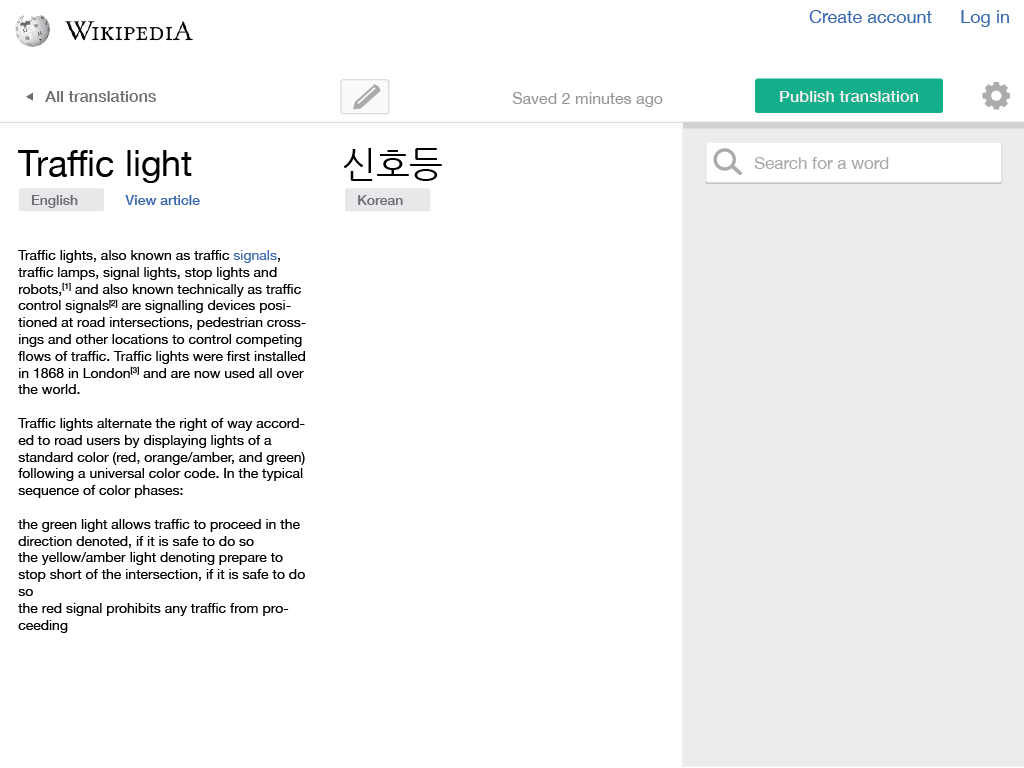 WIKIPEDIA
Create account Log in
All translations
Saved 2 minutes ago
Publish translation
Traffic light
English View article
신호등
Korean
Search for a word
Traffic lights, also known as traffic signals,
traffic lamps, signal lights, stop lights and
robots,[1] and also known technically as traffic
control signals[2] are signalling devices posi-
tioned at road intersections, pedestrian cross-
ings and other locations to control competing
flows of traffic. Traffic lights were first installed
in 1868 in London[3] and are now used all over
the world.
Traffic lights alternate the right of way accord-
ed to road users by displaying lights of a
standard color (red, orange/amber, and green)
following a universal color code. In the typical
sequence of color phases:
the green light allows traffic to proceed in the
direction denoted, if it is safe to do so
the yellow/amber light denoting prepare to
stop short of the intersection, if it is safe to do
so
the red signal prohibits any traffic from pro-
ceeding